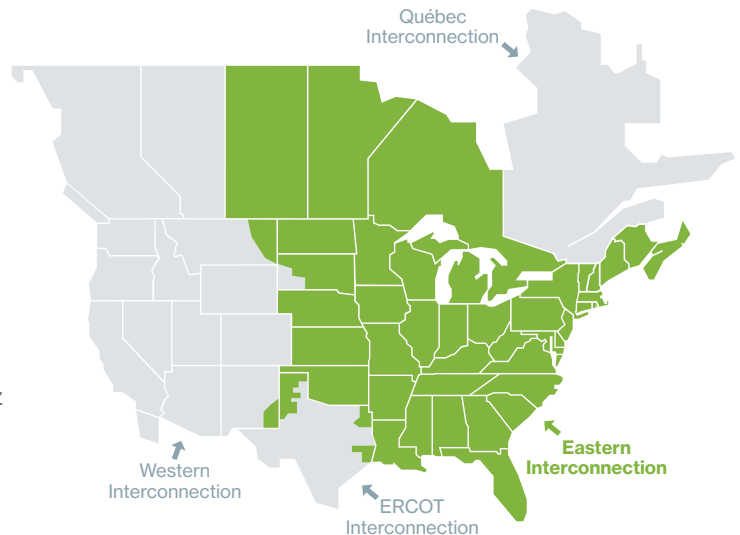 Québec
Interconnection
z
Eastern
Interconnection
Western
Interconnection
ERCOT
Interconnection